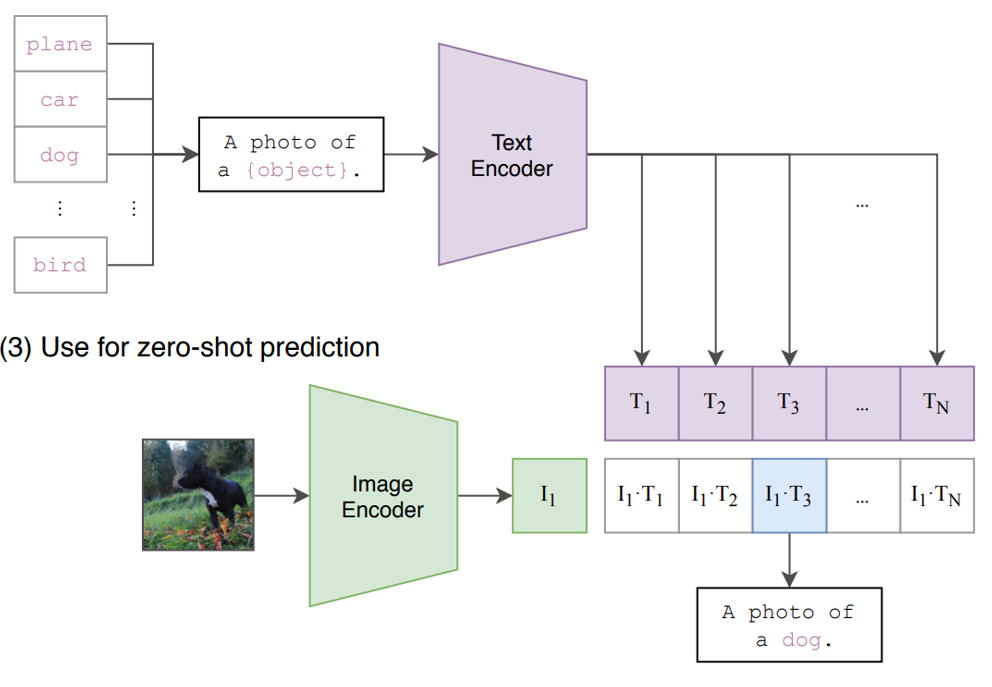 plane
car
dog
⋮
⋮
bird
A photo of
a {object}.
Text
Encoder
...
(3) Use for zero-shot prediction
Image
Encoder
I1
T1 T2 T3 ... TN
I1·T1 I1·T2 I1·T3 ... I1·TN
A photo of
a dog.